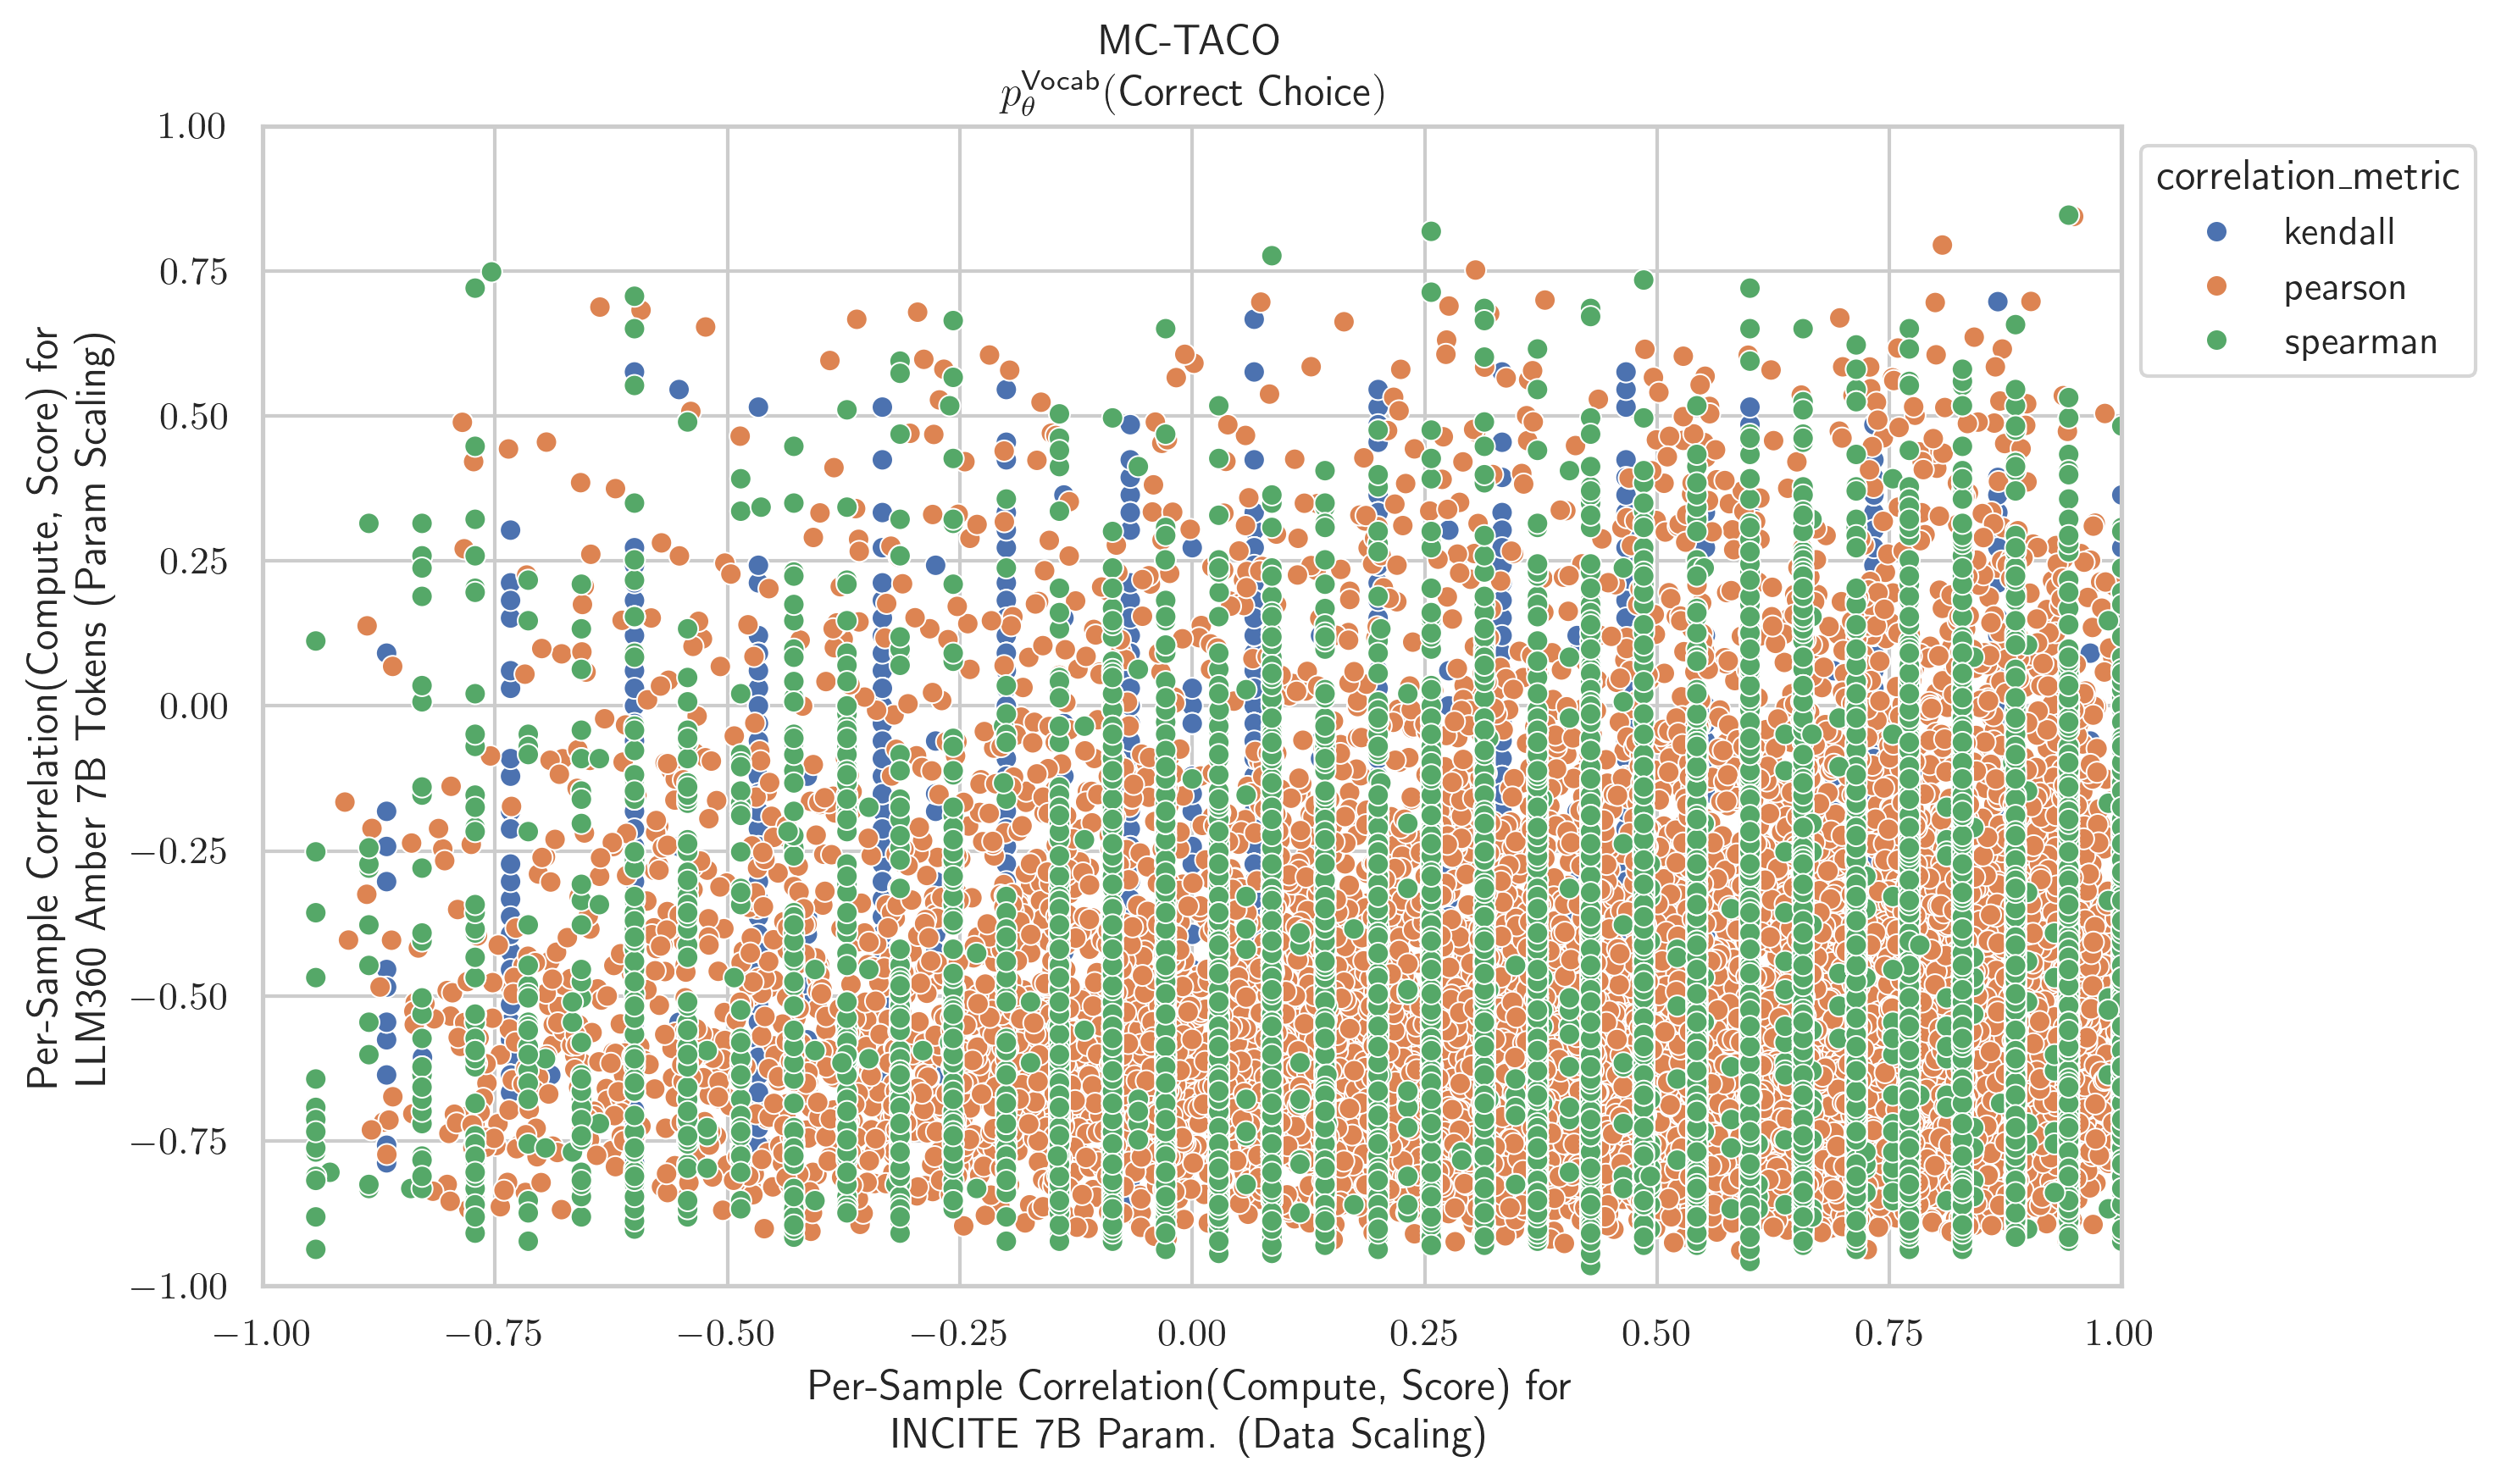 MC-TACO
pθVocab(Correct Choice)
1.00
0.75
0.50
0.25
0.00
−0.25
−0.50
−0.75
−1.00
Per-Sample Correlation(Compute, Score) for
LLM360 Amber 7B Tokens (Param Scaling)
correlation_metric
kendall
pearson
spearman
−1.00 −0.75 −0.50 −0.25 0.00 0.25 0.50 0.75 1.00
Per-Sample Correlation(Compute, Score) for
INCITE 7B Param. (Data Scaling)